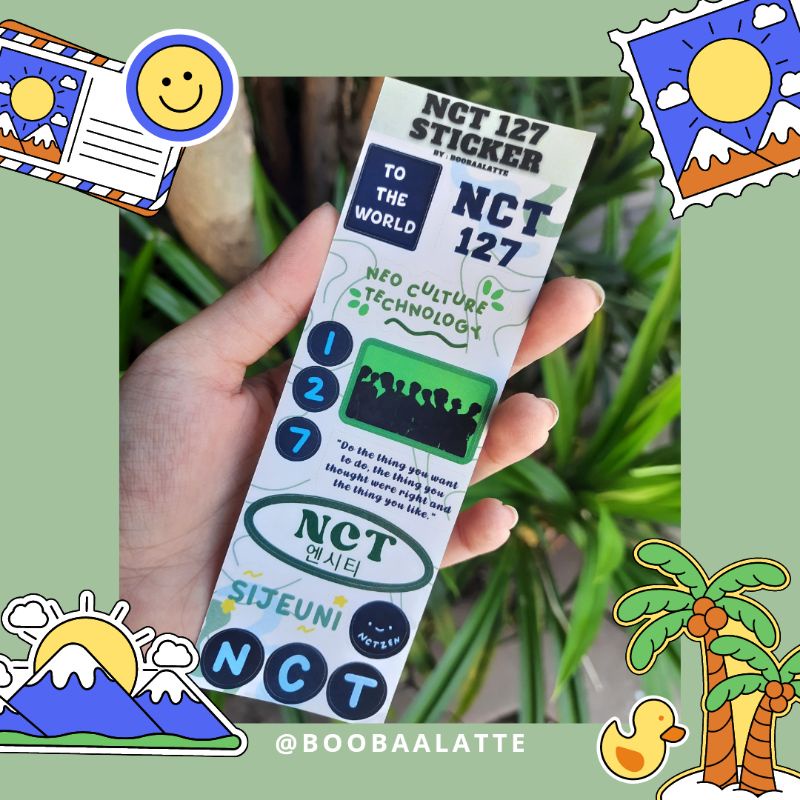 NCT 127
STICKER
BY : BOOBAALATTE
TO
THE
WORLD
NCT
127
NEO CULTURE
TECHNOLOGY
1
2
7
"Do the thing you want
to do, the thing you
thought were right and
the thing you like."
NCT
엔시티
SIJEUNI
NCTZEN
N C T
@BOOBAALATTE